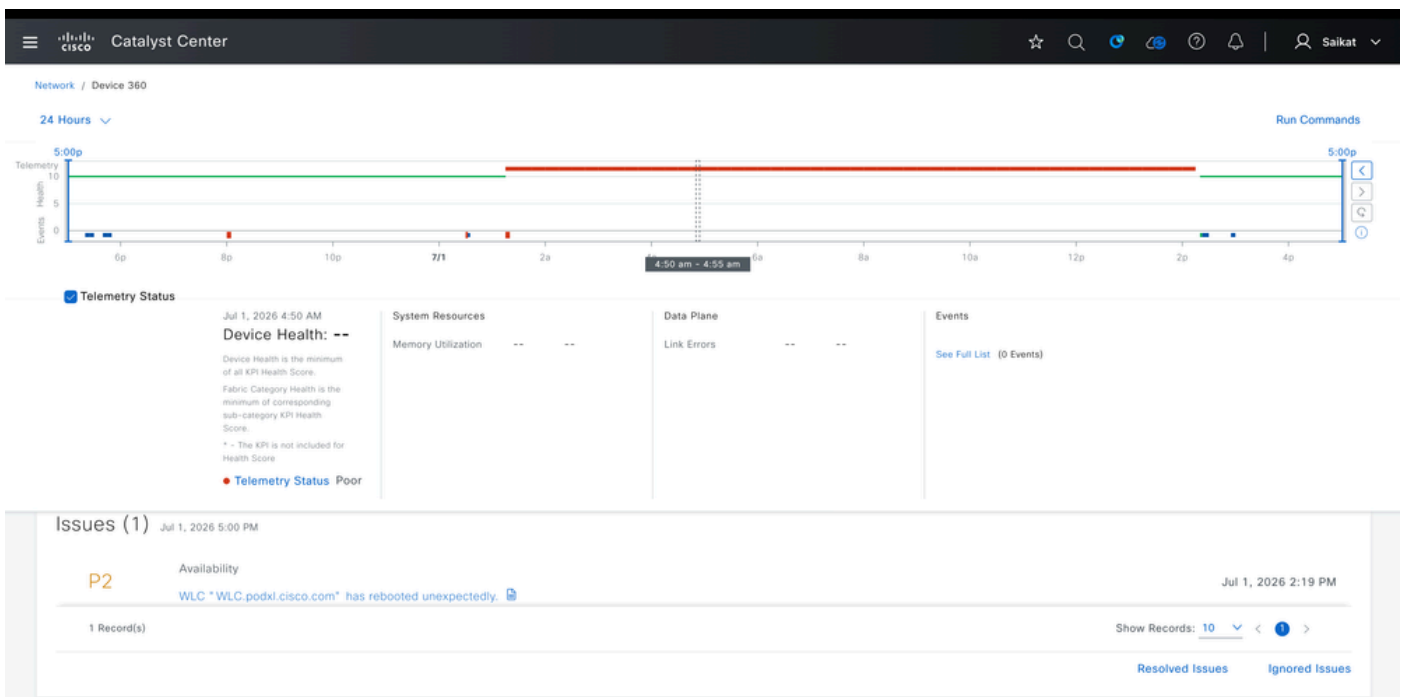 CISCO Catalyst Center Saikat
Network / Device 360
24 Hours Run Commands
5:00p 5:00p
Telemetry
10
Health
5
Events
0
6p 8p 10p 7/1 2a 6a 8a 10a 12p 2p 4p
4:50 am - 4:55 am
Telemetry Status
Jul 1, 2026 4:50 AM
Device Health: --
Device Health is the minimum
of all KPI Health Score.
Fabric Category Health is the
minimum of corresponding
sub-category KPI Health
Score.
* - The KPI is not included for
Health Score
Telemetry Status Poor
System Resources
Memory Utilization -- --
Data Plane
Link Errors -- --
Events
See Full List (0 Events)
Issues (1) Jul 1, 2026 5:00 PM
P2
Availability
WLC "WLC.podxl.cisco.com" has rebooted unexpectedly.
Jul 1, 2026 2:19 PM
1 Record(s)
Show Records: 10 < 1 >
Resolved Issues Ignored Issues